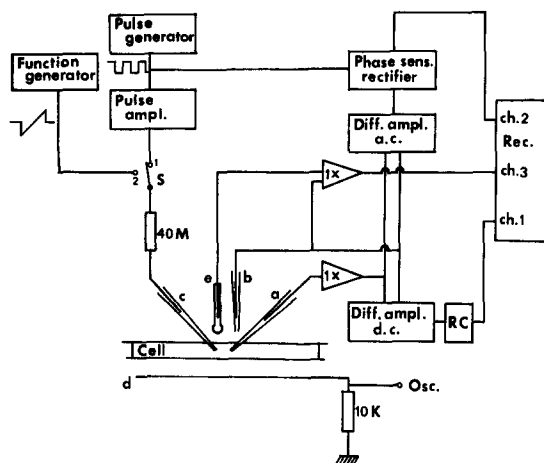 Pulse
generator
Function
generator
Phase sens.
rectifier
Pulse
ampl.
Diff. ampl.
a.c.
ch.2
Rec.
ch.3
ch.1
1
2
S
1x
40M
e
b
c
a
1x
Diff. ampl.
d.c.
RC
Cell
d
Osc.
10K